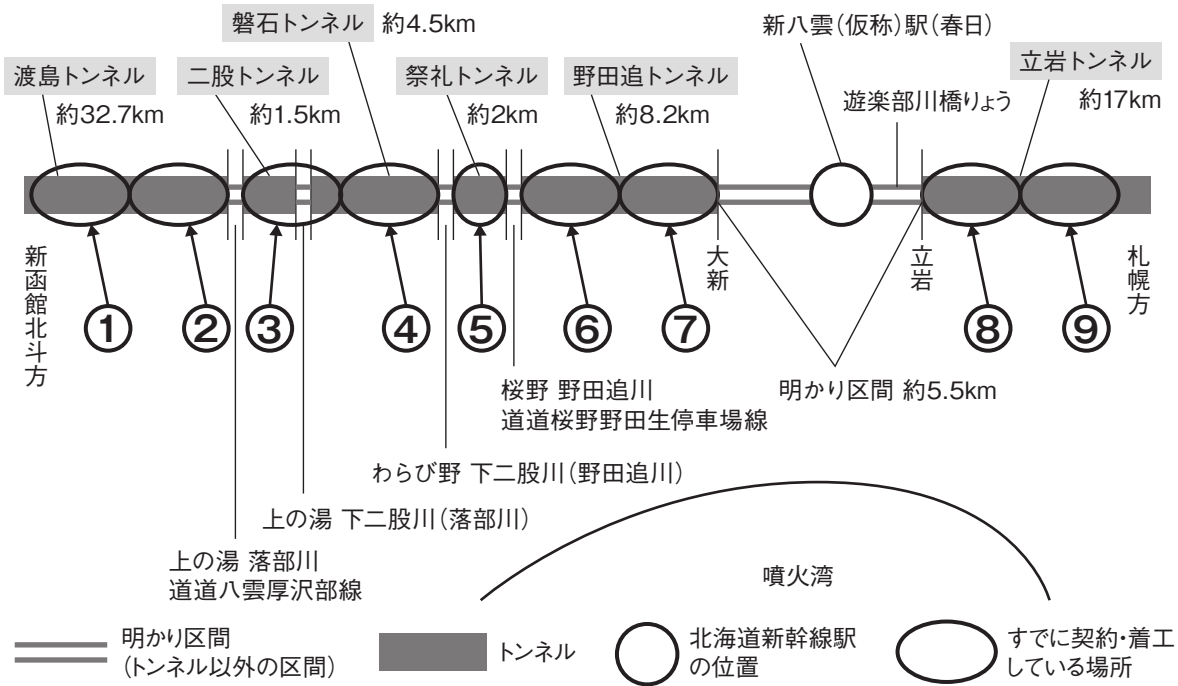 磐石トンネル 約4.5km
新八雲(仮称)駅(春日)
渡島トンネル
約32.7km
二股トンネル
約1.5km
祭礼トンネル
約2km
野田追トンネル
約8.2km
遊楽部川橋りょう
立岩トンネル
約17km
新函館北斗方
大新
立岩
札幌方
①
②
③
④
⑤
⑥
⑦
⑧
⑨
桜野 野田追川
道道桜野野田生停車場線
明かり区間 約5.5km
わらび野 下二股川(野田追川)
上の湯 下二股川(落部川)
上の湯 落部川
道道八雲厚沢部線
噴火湾
明かり区間
(トンネル以外の区間)
トンネル
北海道新幹線駅
の位置
すでに契約・着工
している場所